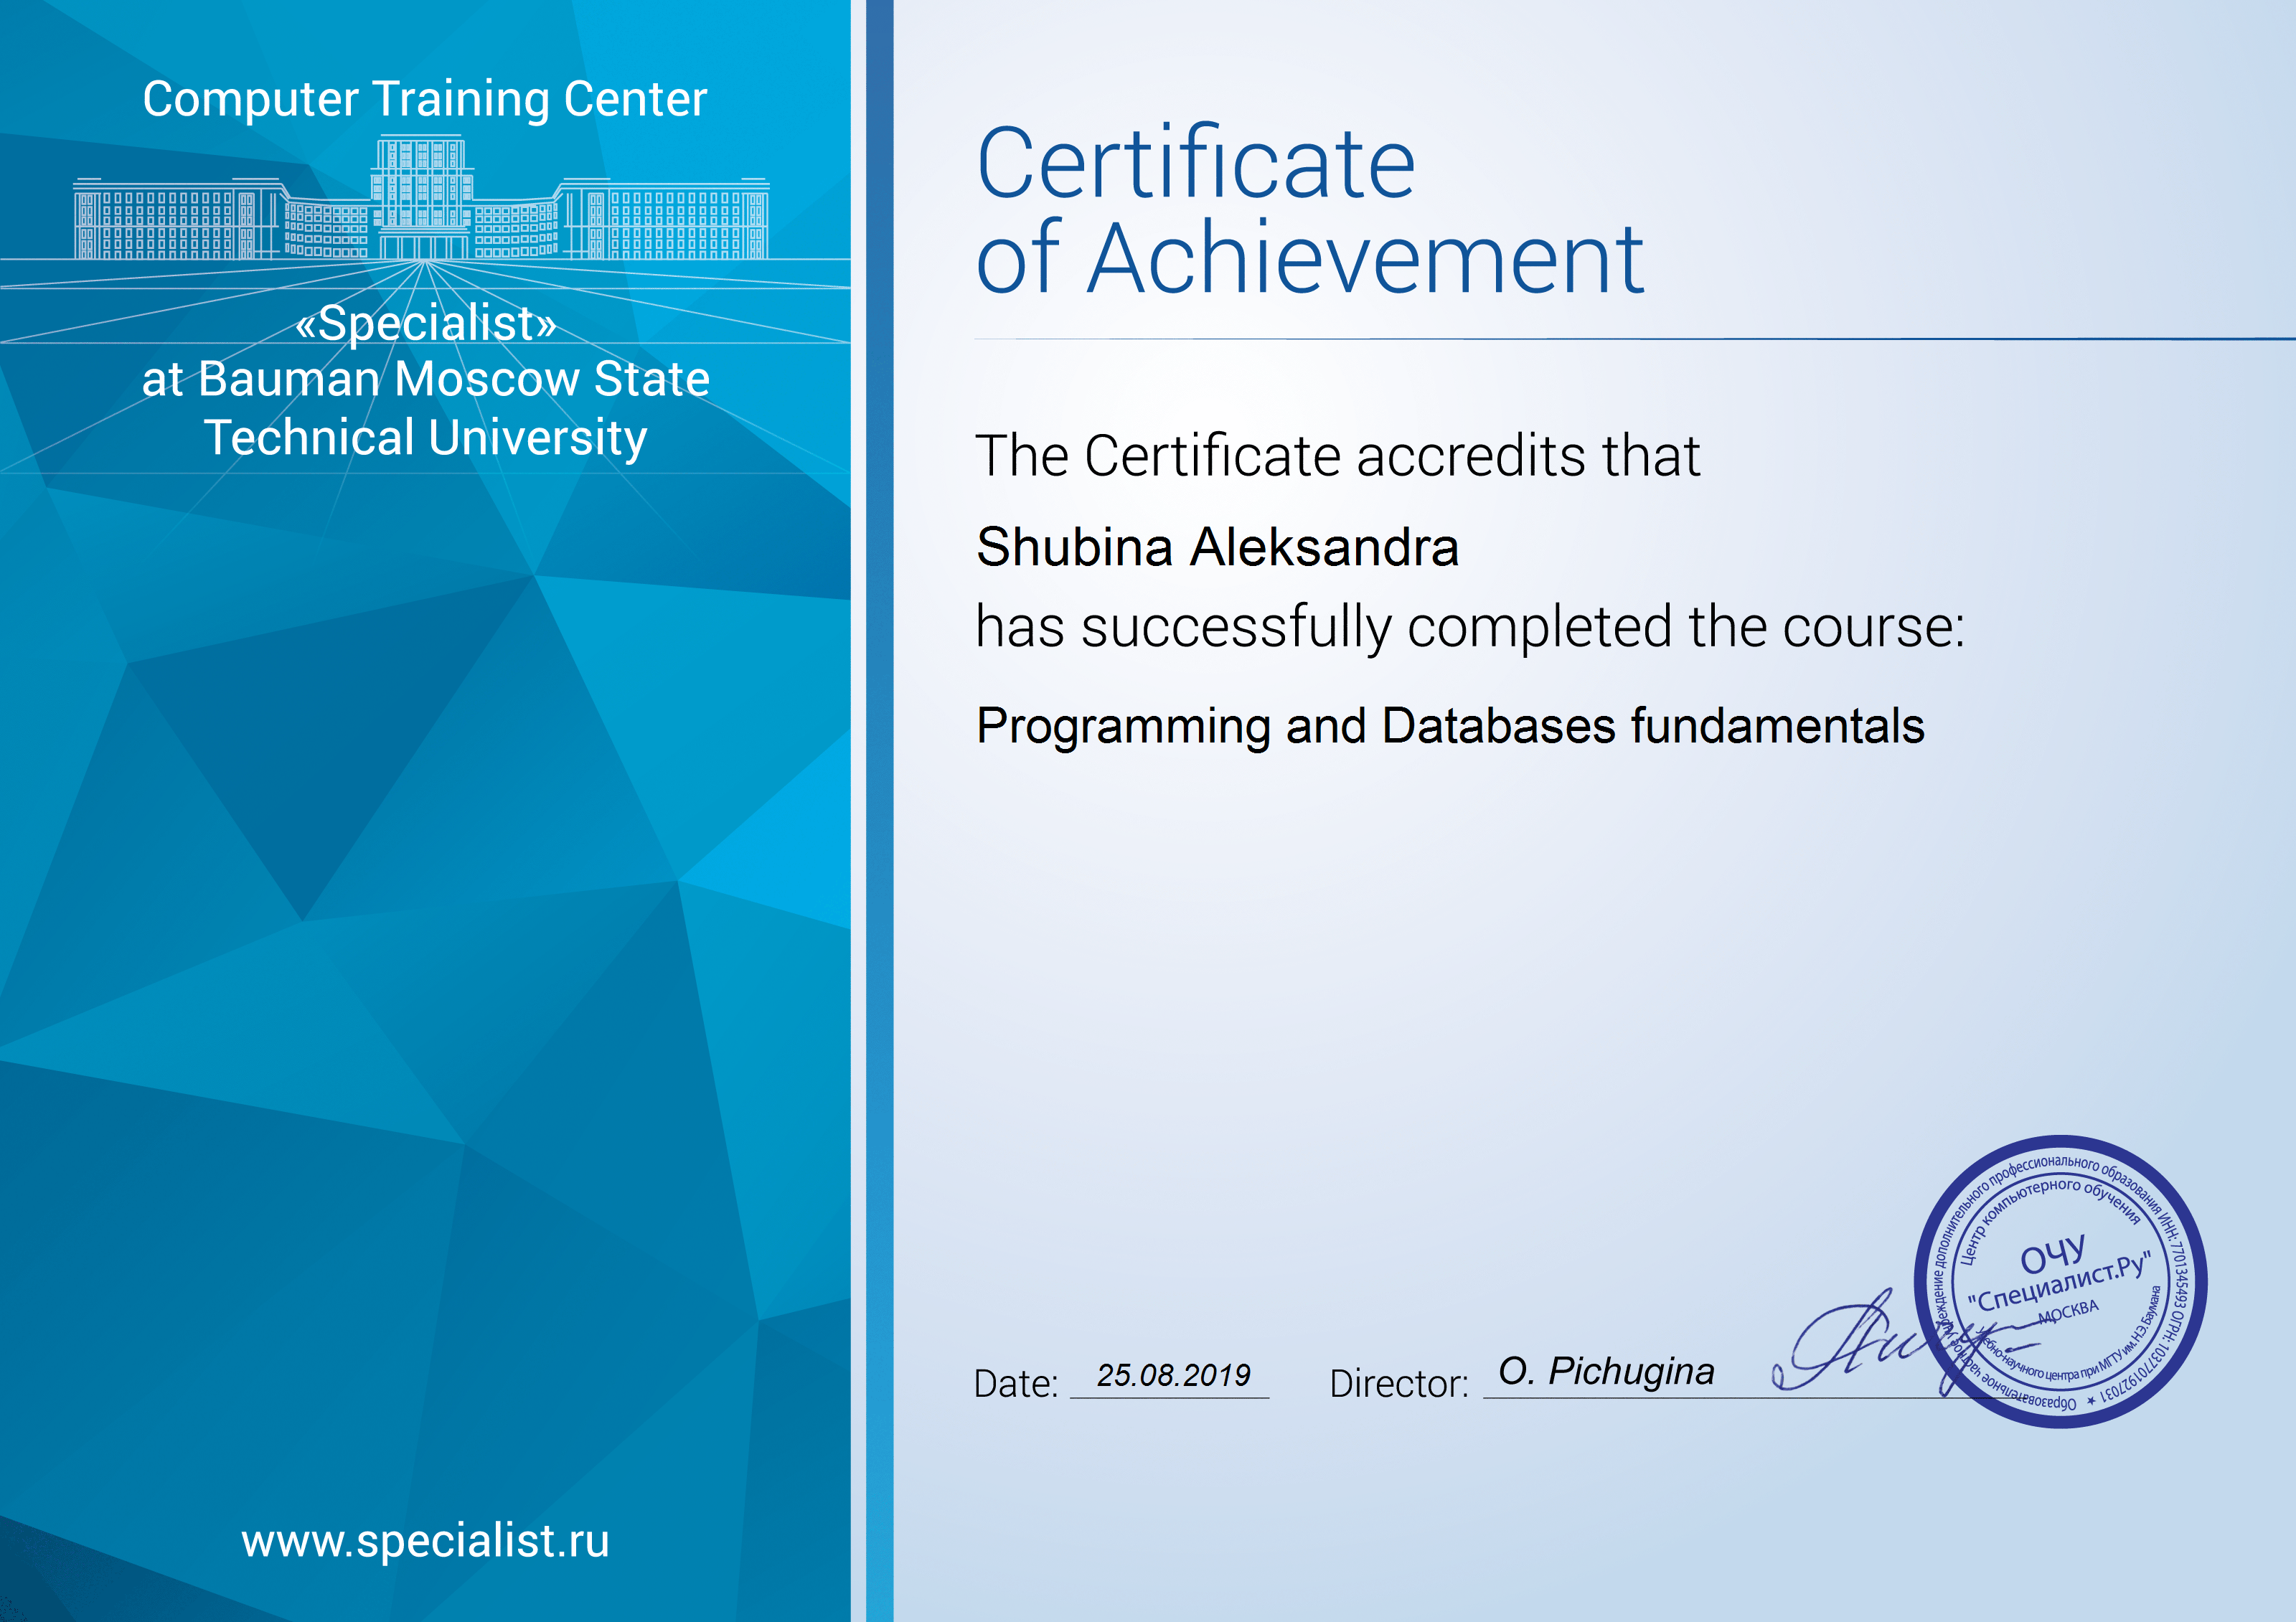 Computer Training Center
«Specialist»
at Bauman Moscow State
Technical University
www.specialist.ru
Certificate
of Achievement
The Certificate accredits that
Shubina Aleksandra
has successfully completed the course:
Programming and Databases fundamentals
Date: 25.08.2019 Director: O. Pichugina
Образовательное частное учреждение дополнительного профессионального образования ИНН: 7701345493 ОГРН: 1037701927031 ★
Центр компьютерного обучения
ОЧУ
"Специалист.Ру"
МОСКВА
Учебно-научного центра при МГТУ им. Н.Э. Баумана